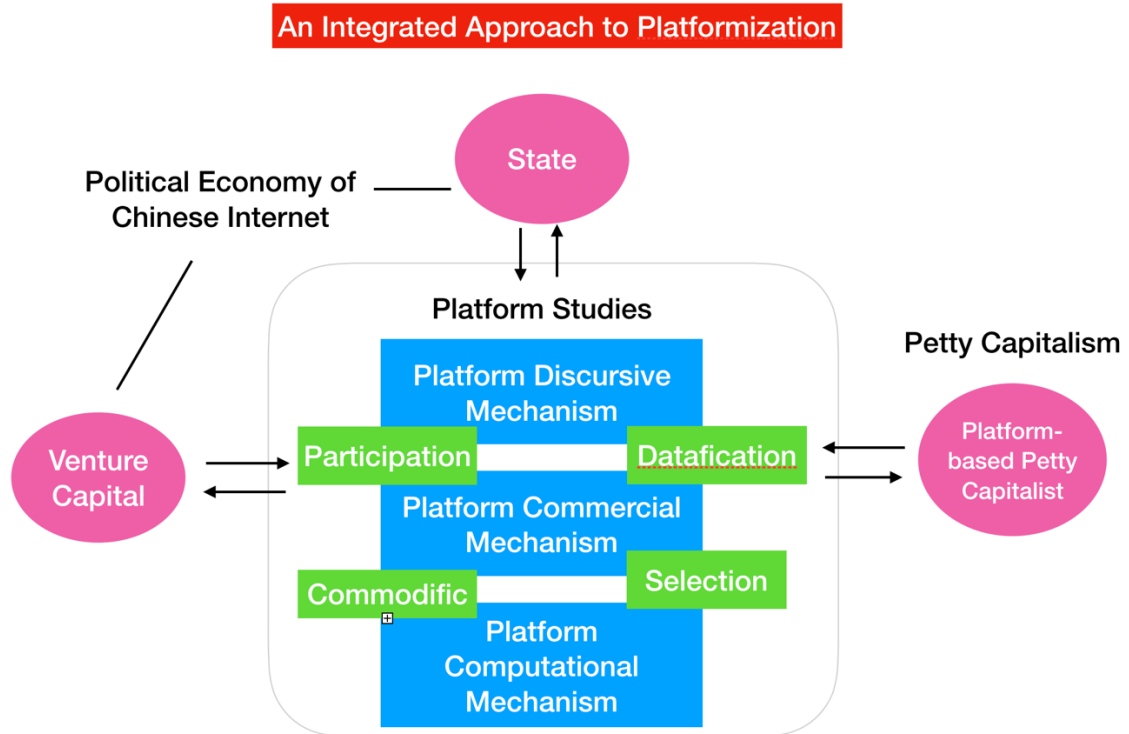 An Integrated Approach to Platformization
State
Political Economy of
Chinese Internet
Platform Studies
Petty Capitalism
Platform Discursive
Mechanism
Participation
Datafication
Venture
Capital
Platform-
based Petty
Capitalist
Platform Commercial
Mechanism
Commodific
Selection
Platform
Computational
Mechanism